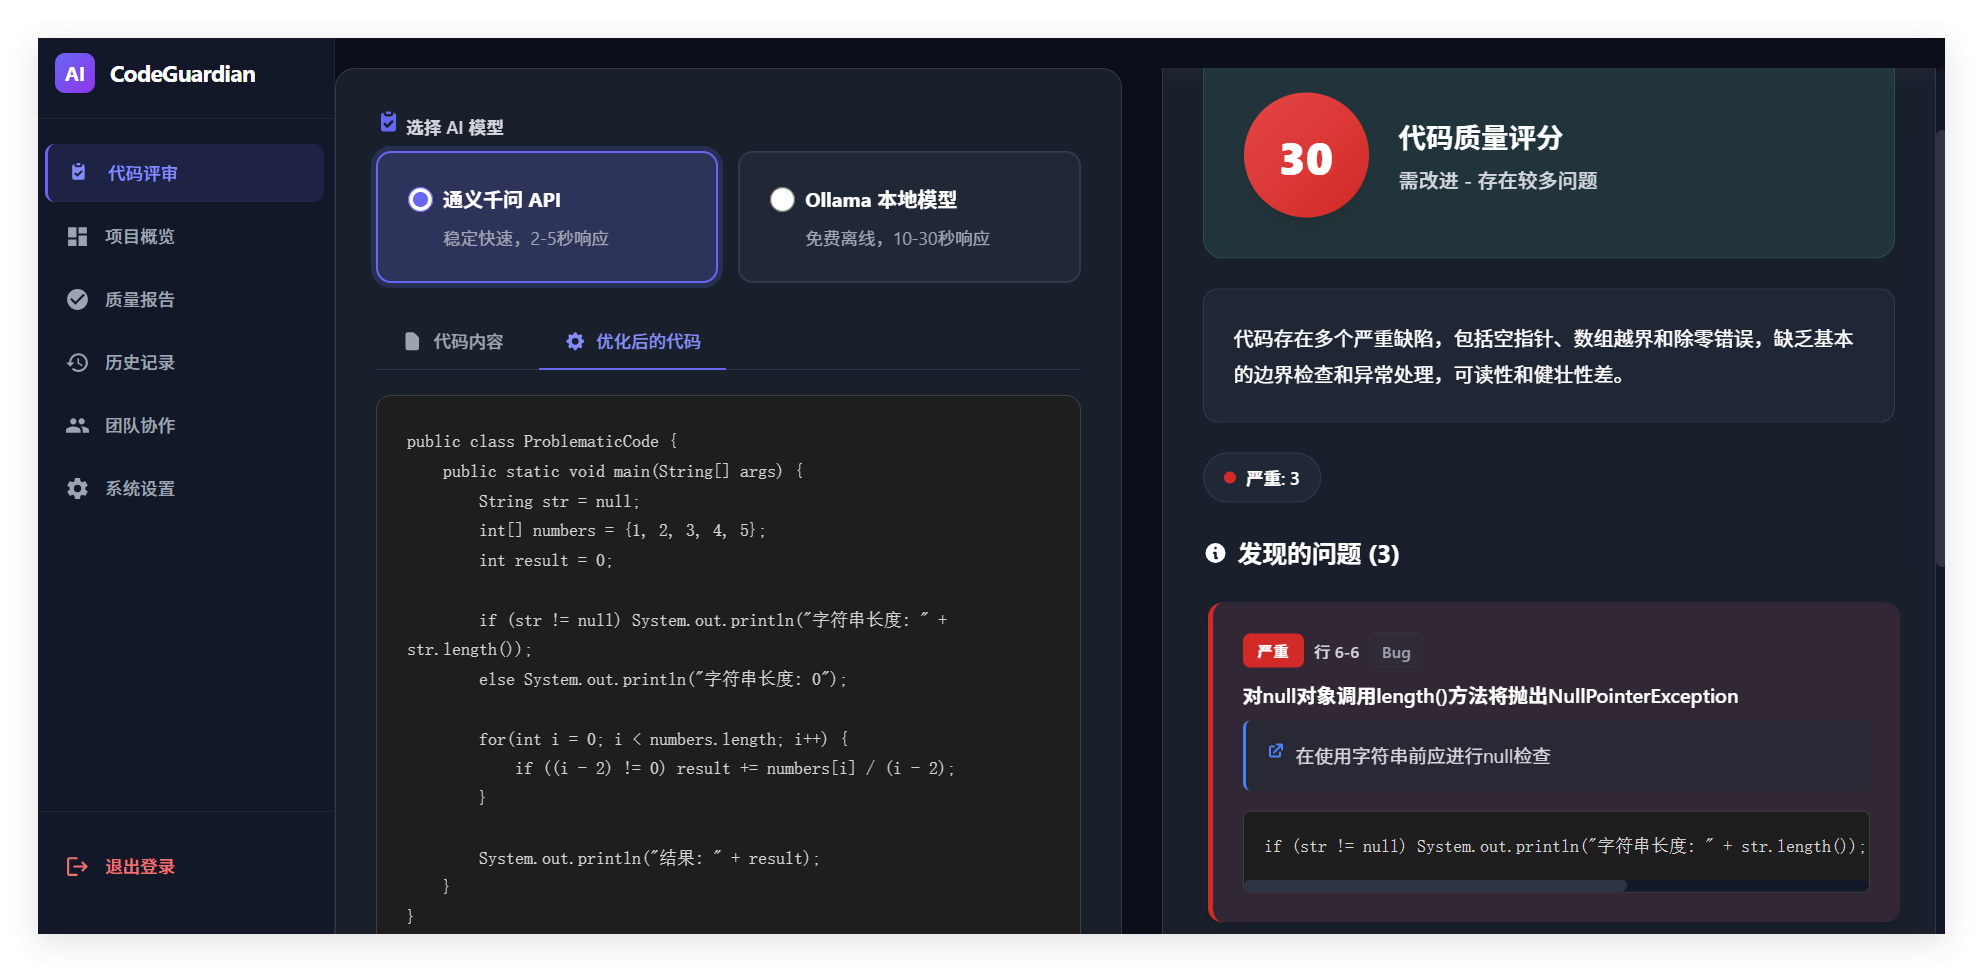 AI CodeGuardian
代码评审
项目概览
质量报告
历史记录
团队协作
系统设置
退出登录
选择 AI 模型
通义千问 API
稳定快速，2-5秒响应
Ollama 本地模型
免费离线，10-30秒响应
代码内容
优化后的代码
public class ProblematicCode {
    public static void main(String[] args) {
        String str = null;
        int[] numbers = {1, 2, 3, 4, 5};
        int result = 0;
        if (str != null) System.out.println("字符串长度: " +
str.length());
        else System.out.println("字符串长度: 0");
        for(int i = 0; i < numbers.length; i++) {
            if ((i - 2) != 0) result += numbers[i] / (i - 2);
        }
        System.out.println("结果: " + result);
    }
}
30
代码质量评分
需改进 - 存在较多问题
代码存在多个严重缺陷，包括空指针、数组越界和除零错误，缺乏基本
的边界检查和异常处理，可读性和健壮性差。
严重: 3
发现的问题 (3)
严重 行 6-6 Bug
对null对象调用length()方法将抛出NullPointerException
在使用字符串前应进行null检查
if (str != null) System.out.println("字符串长度: " + str.length());